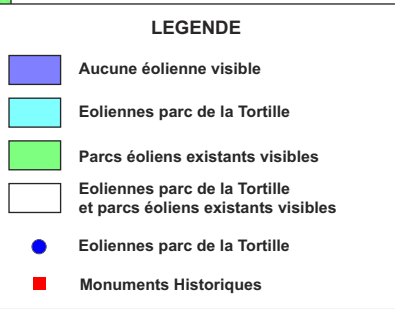 LEGENDE
Aucune éolienne visible
Eoliennes parc de la Tortille
Parcs éoliens existants visibles
Eoliennes parc de la Tortille
et parcs éoliens existants visibles
Eoliennes parc de la Tortille
Monuments Historiques